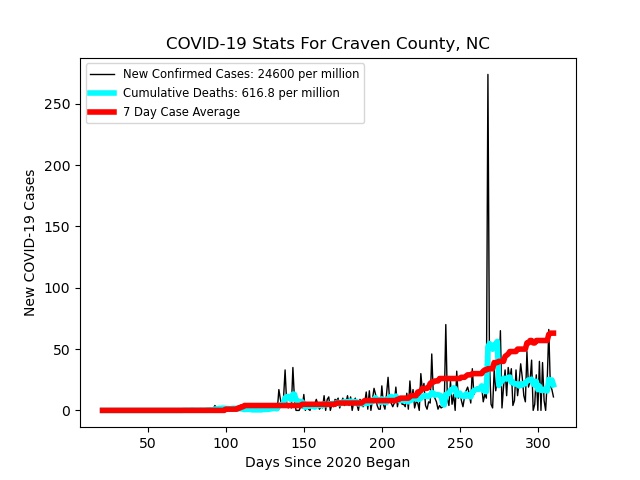 COVID-19 Stats For Craven County, NC
New Confirmed Cases: 24600 per million
Cumulative Deaths: 616.8 per million
7 Day Case Average
New COVID-19 Cases
250
200
150
100
50
0
50 100 150 200 250 300
Days Since 2020 Began